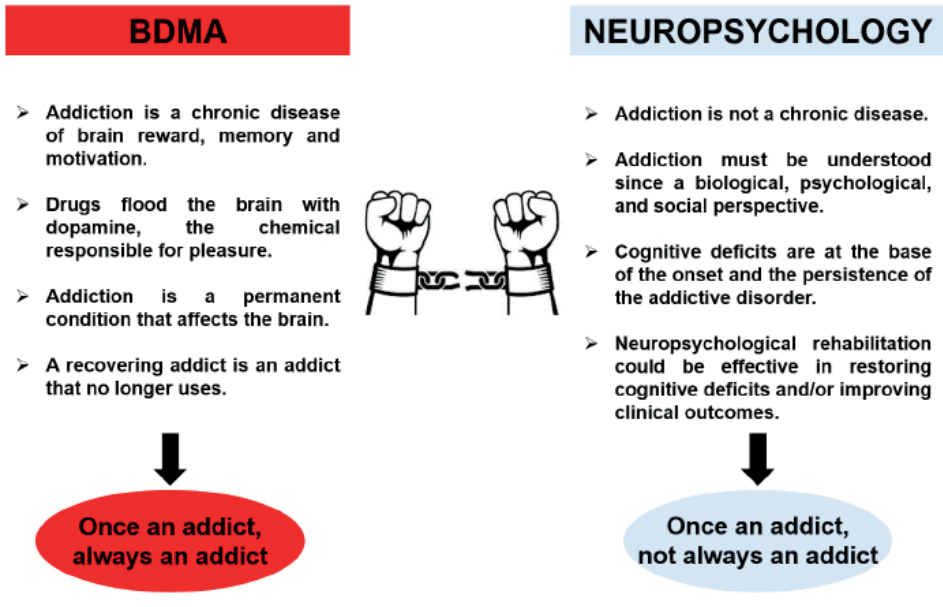 BDMA
➢ Addiction is a chronic disease
of brain reward, memory and
motivation.
➢ Drugs flood the brain with
dopamine, the chemical
responsible for pleasure.
➢ Addiction is a permanent
condition that affects the brain.
➢ A recovering addict is an addict
that no longer uses.
Once an addict,
always an addict
NEUROPSYCHOLOGY
➢ Addiction is not a chronic disease.
➢ Addiction must be understood
since a biological, psychological,
and social perspective.
➢ Cognitive deficits are at the base
of the onset and the persistence of
the addictive disorder.
➢ Neuropsychological rehabilitation
could be effective in restoring
cognitive deficits and/or improving
clinical outcomes.
Once an addict,
not always an addict